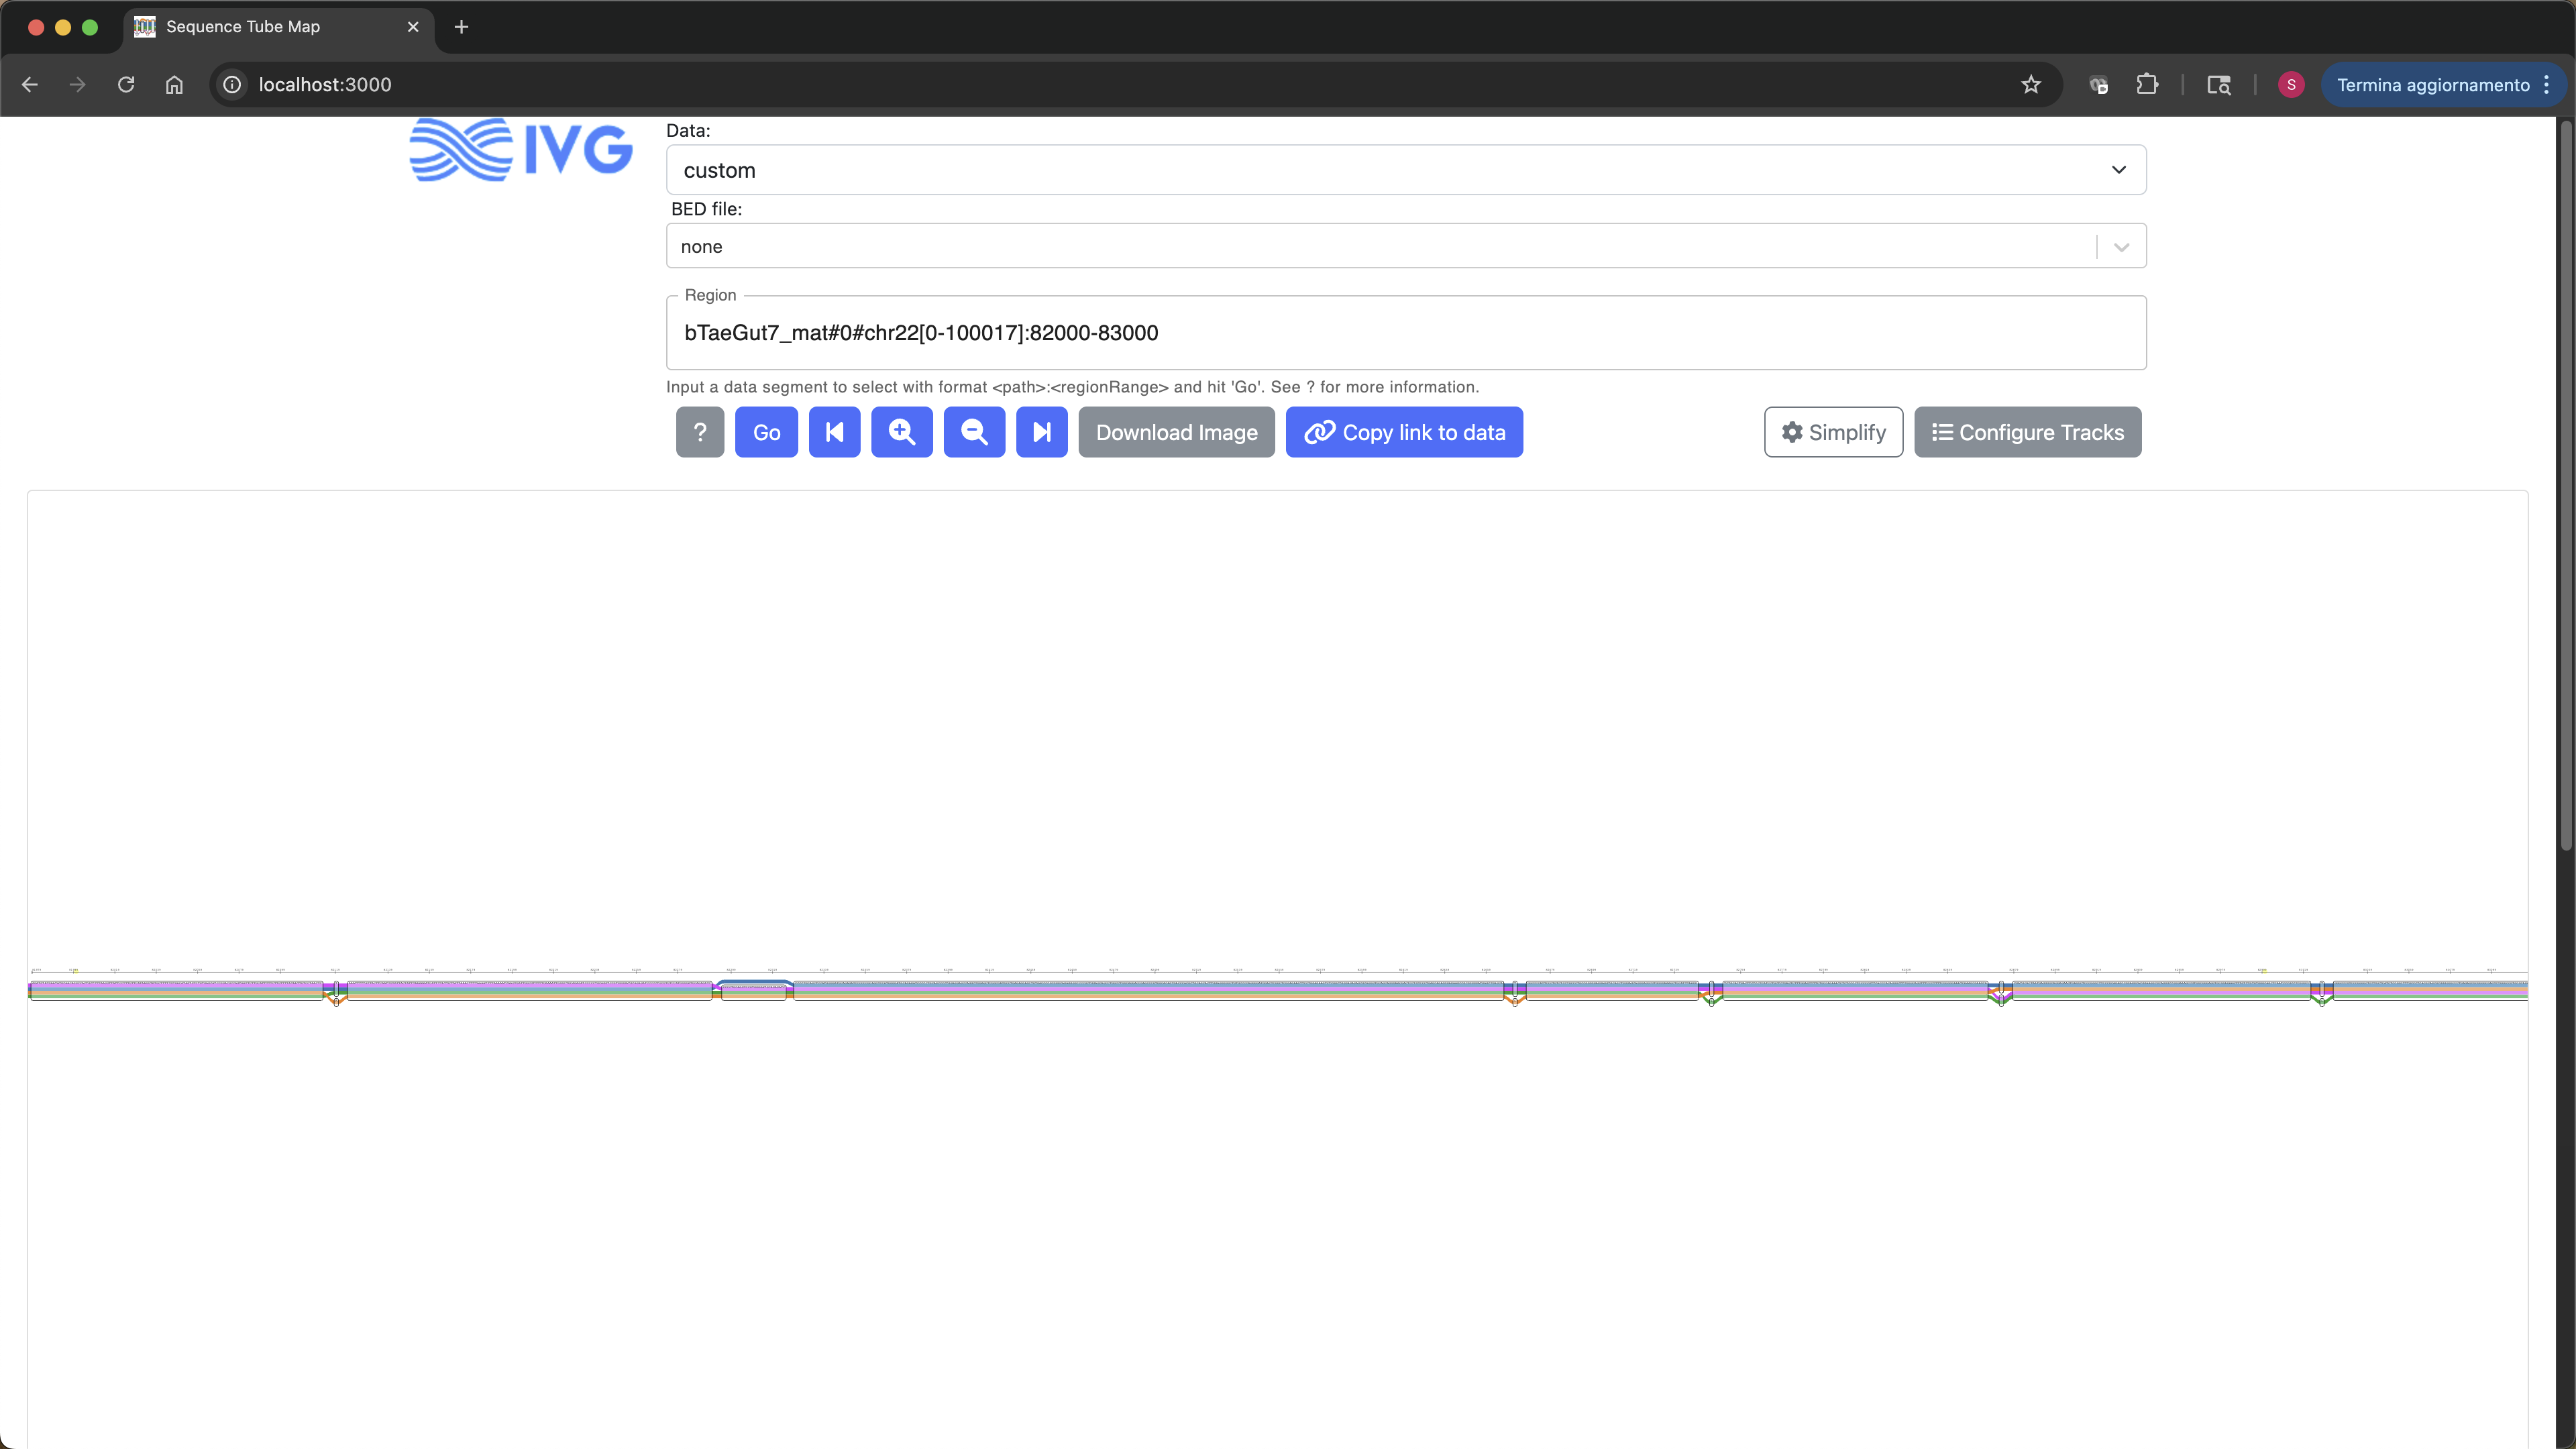 Sequence Tube Map
localhost:3000
S
Termina aggiornamento
IVG
Data:
custom
BED file:
none
Region
bTaeGut7_mat#0#chr22[0-100017]:82000-83000
Input a data segment to select with format <path>:<regionRange> and hit 'Go'. See ? for more information.
?
Go
Download Image
Copy link to data
Simplify
Configure Tracks